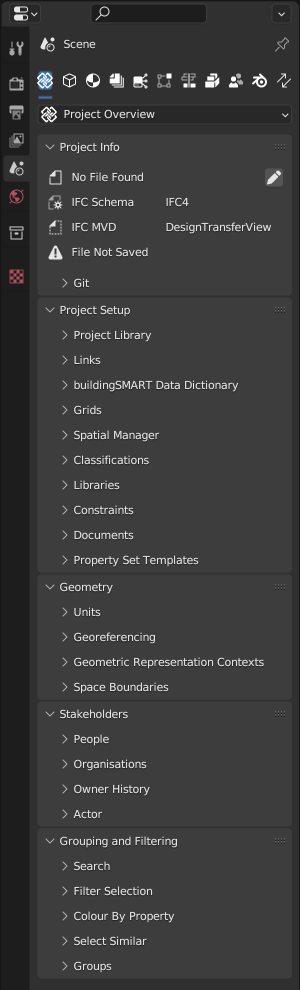 Scene
Project Overview
Project Info
No File Found
IFC Schema IFC4
IFC MVD DesignTransferView
File Not Saved
Git
Project Setup
Project Library
Links
buildingSMART Data Dictionary
Grids
Spatial Manager
Classifications
Libraries
Constraints
Documents
Property Set Templates
Geometry
Units
Georeferencing
Geometric Representation Contexts
Space Boundaries
Stakeholders
People
Organisations
Owner History
Actor
Grouping and Filtering
Search
Filter Selection
Colour By Property
Select Similar
Groups